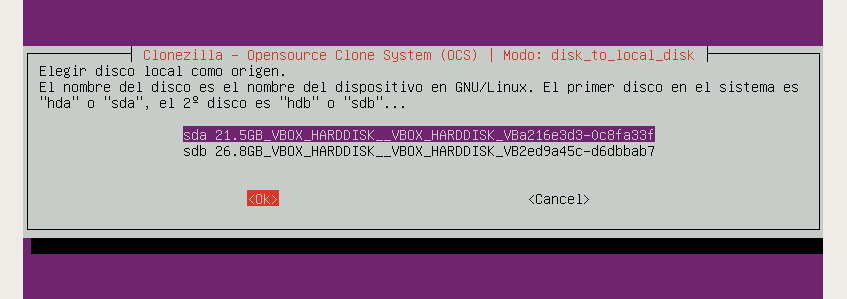 Clonezilla - Opensource Clone System (OCS) | Modo: disk_to_local_disk
Elegir disco local como origen.
El nombre del disco es el nombre del dispositivo en GNU/Linux. El primer disco en el sistema es
"hda" o "sda", el 2º disco es "hdb" o "sdb"...
sda 21.5GB_VBOX_HARDDISK__VBOX_HARDDISK_VBa216e3d3-0c8fa33f
sdb 26.8GB_VBOX_HARDDISK__VBOX_HARDDISK_VB2ed9a45c-d6dbbab7
<Ok> <Cancel>